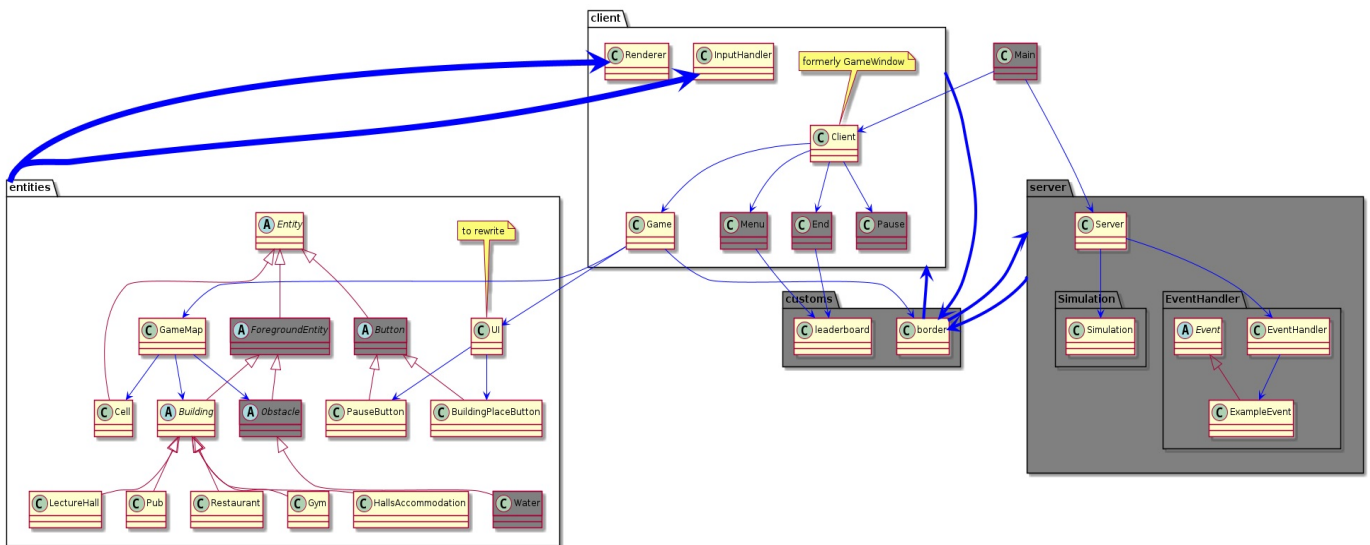 client
C Renderer
C InputHandler
formerly GameWindow
C Main
C Client
entities
server
A Entity
to rewrite
C Game
C Menu
C End
C Pause
C Server
customs
Simulation
EventHandler
C GameMap
A ForegroundEntity
A Button
C UI
C leaderboard
C border
C Simulation
A Event
C EventHandler
C Cell
A Building
A Obstacle
C PauseButton
C BuildingPlaceButton
C ExampleEvent
C LectureHall
C Pub
C Restaurant
C Gym
C HallsAccommodation
C Water